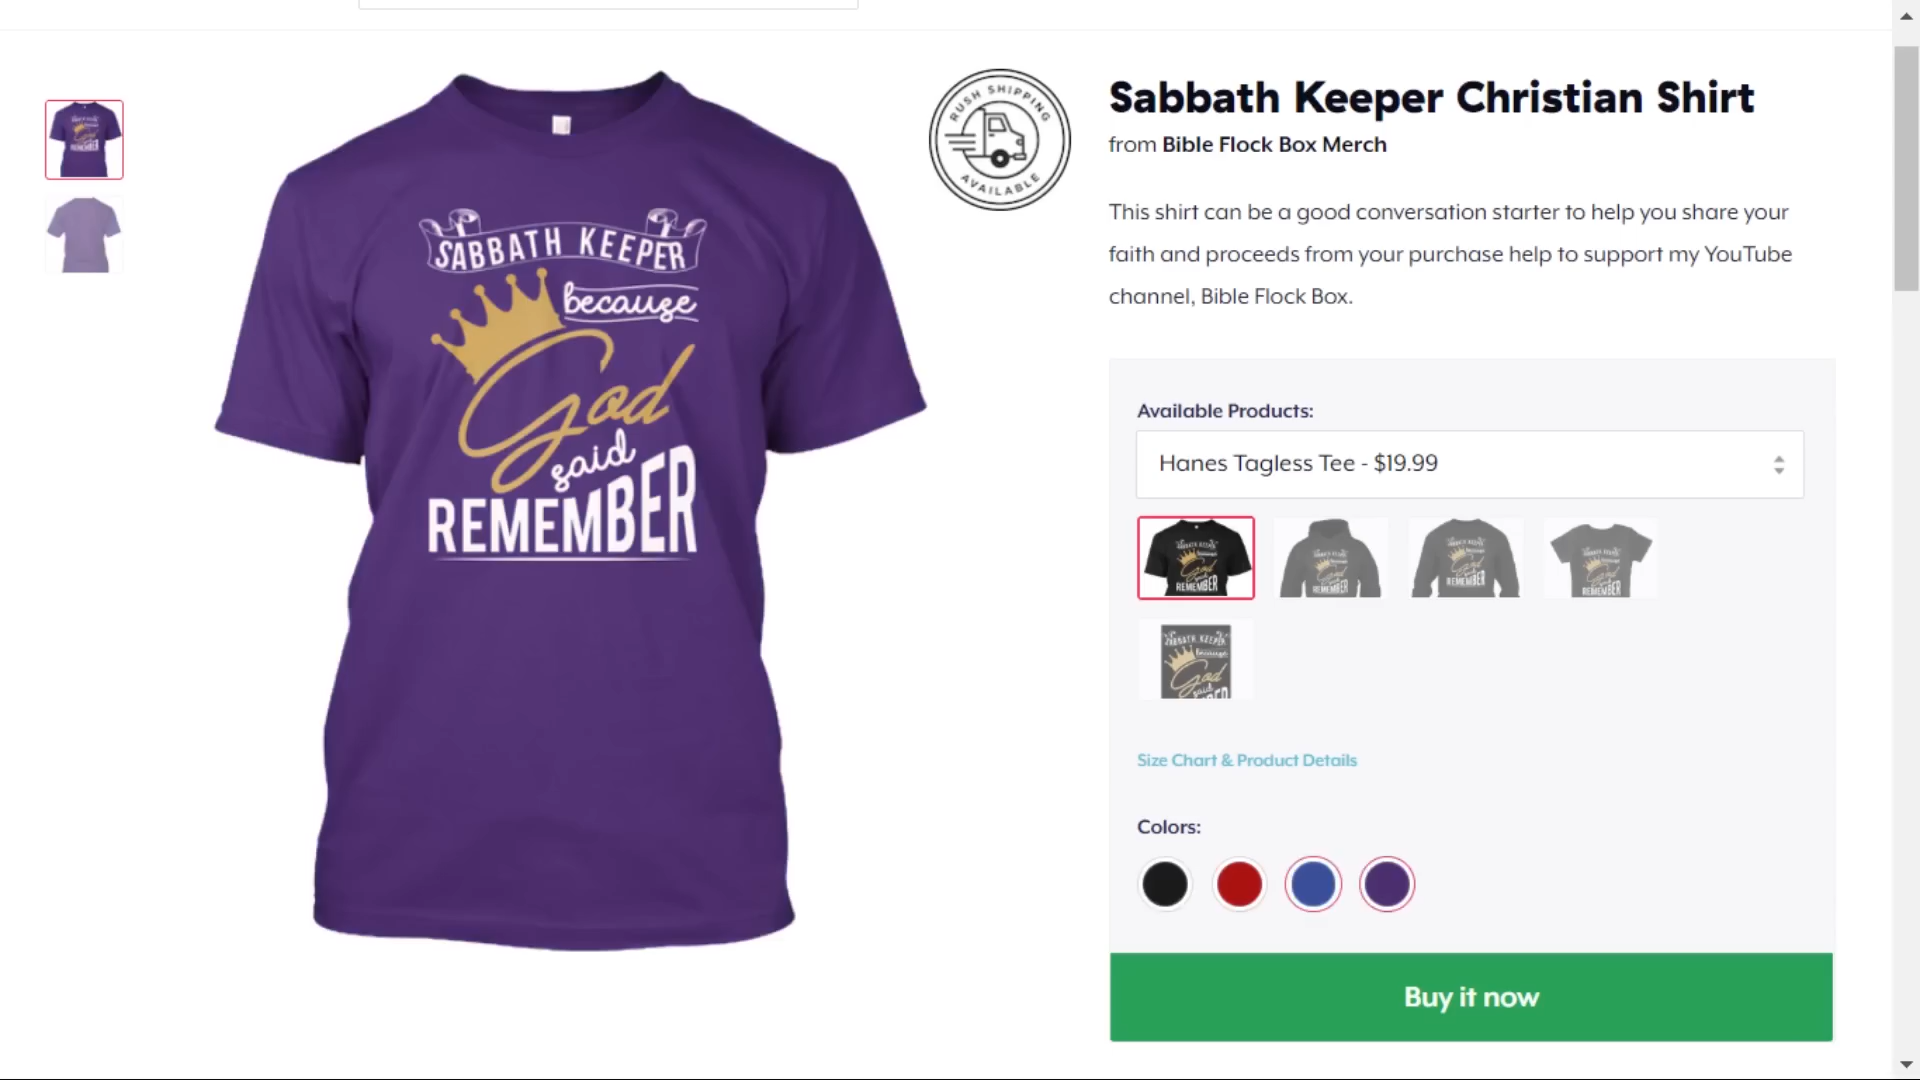 SABBATH KEEPER
because
God
said
REMEMBER
RUSH SHIPPING
AVAILABLE
Sabbath Keeper Christian Shirt
from Bible Flock Box Merch
This shirt can be a good conversation starter to help you share your
faith and proceeds from your purchase help to support my YouTube
channel, Bible Flock Box.
Available Products:
Hanes Tagless Tee - $19.99
Size Chart & Product Details
Colors:
Buy it now